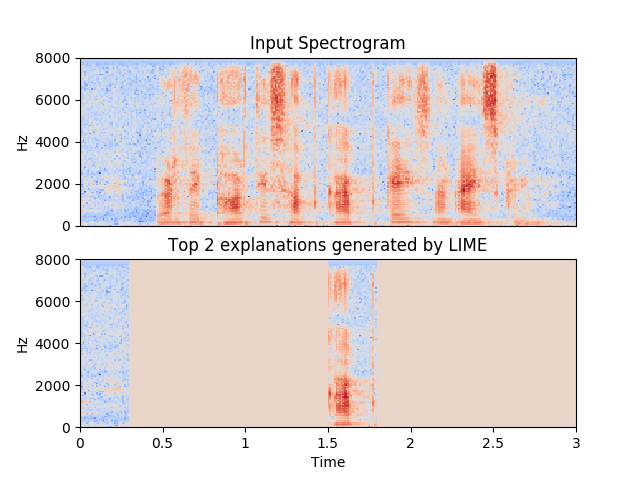 Input Spectrogram
8000
6000
4000
2000
0
Hz
Top 2 explanations generated by LIME
8000
6000
4000
2000
0
Hz
0 0.5 1 1.5 2 2.5 3
Time